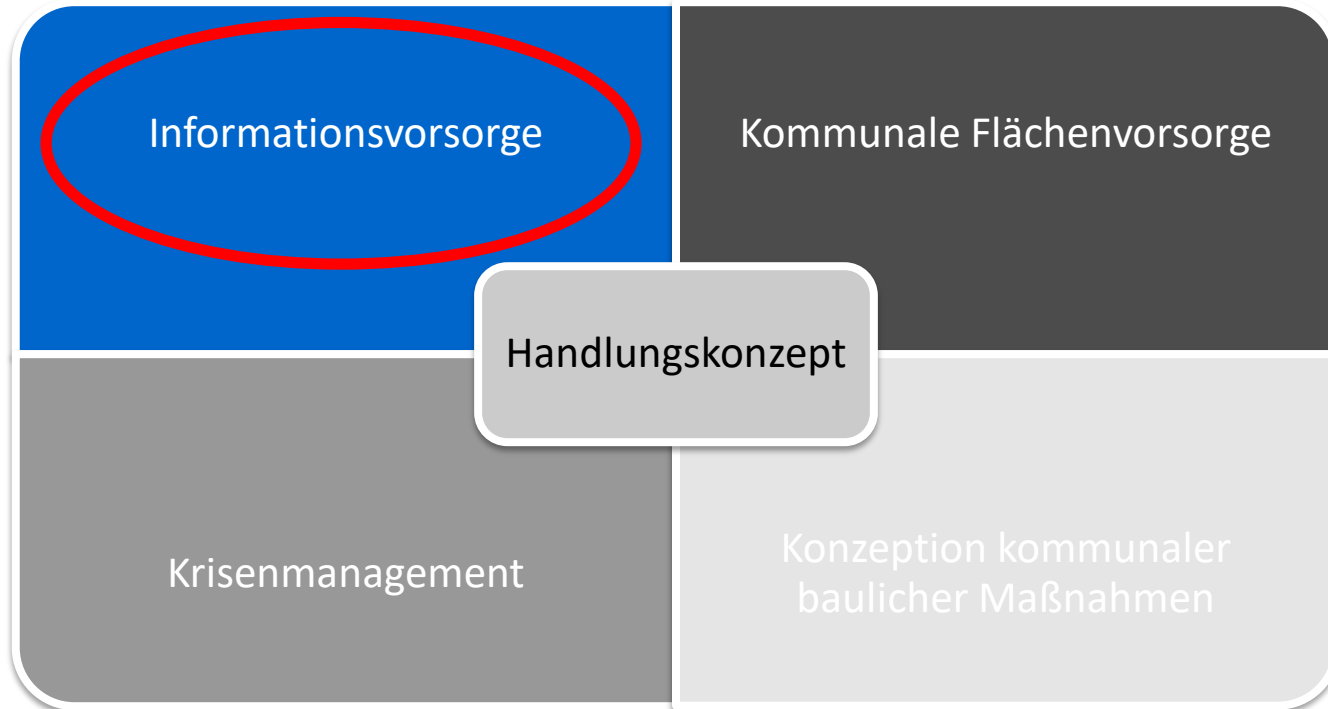 Informationsvorsorge
Kommunale Flächenvorsorge
Handlungskonzept
Krisenmanagement
Konzeption kommunaler
baulicher Maßnahmen